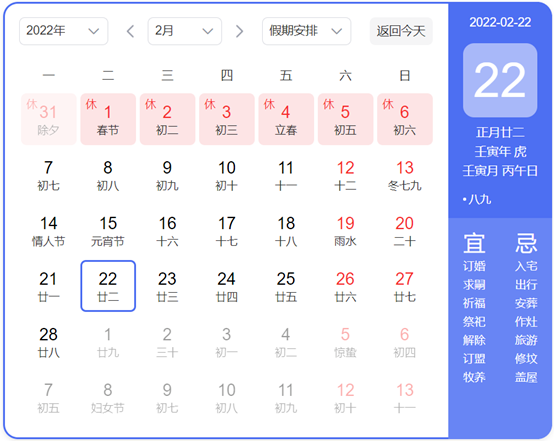 2022年 2月 假期安排 返回今天
一 二 三 四 五 六 日
休 31 休 1 休 2 休 3 休 4 休 5 休 6
除夕 春节 初二 初三 立春 初五 初六
7 8 9 10 11 12 13
初七 初八 初九 初十 十一 十二 冬七九
14 15 16 17 18 19 20
情人节 元宵节 十六 十七 十八 雨水 二十
21 22 23 24 25 26 27
廿一 廿二 廿三 廿四 廿五 廿六 廿七
28 1 2 3 4 5 6
廿八 廿九 三十 初一 初二 惊蛰 初四
7 8 9 10 11 12 13
初五 妇女节 初七 初八 初九 初十 十一
2022-02-22
22
正月廿二
壬寅年 虎
壬寅月 丙午日
•八九
宜 忌
订婚 入宅
求嗣 出行
祈福 安葬
祭祀 作灶
解除 旅游
订盟 修坟
牧养 盖屋